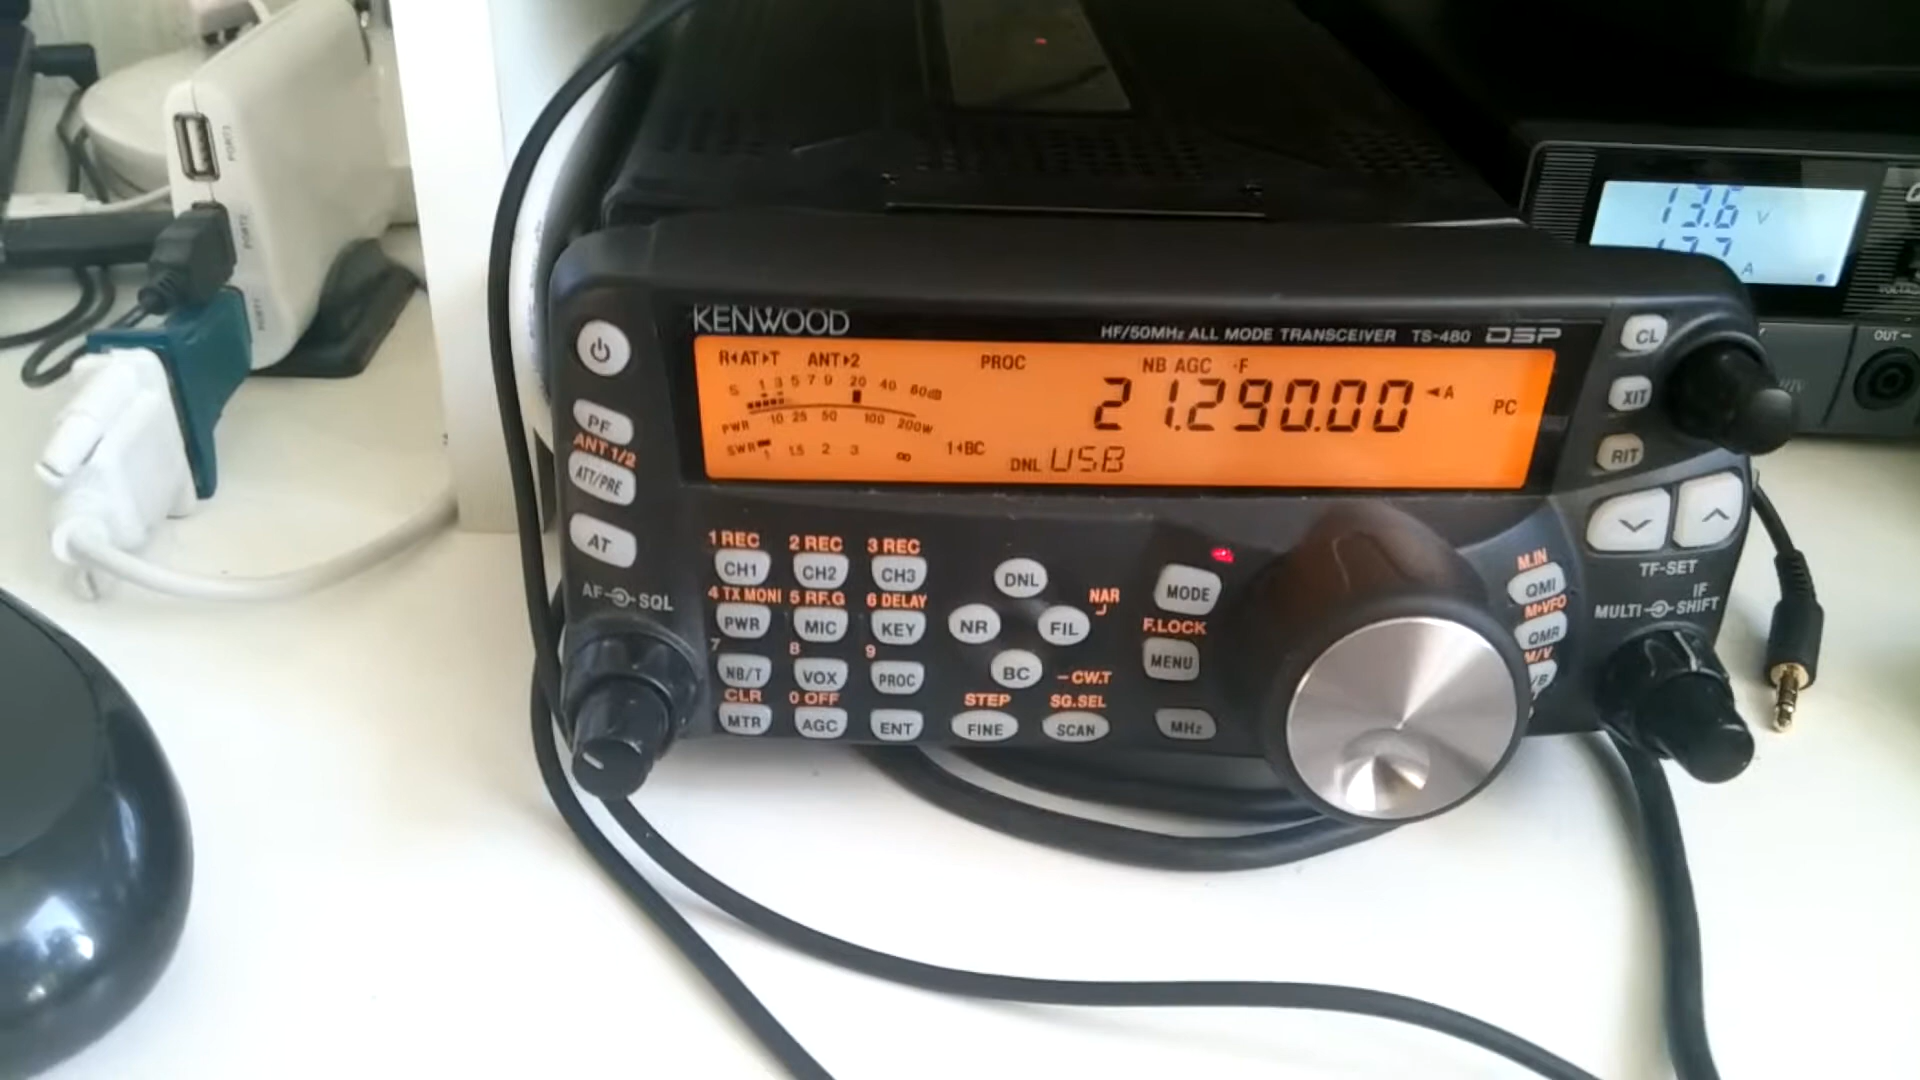 PORT3
PORT2
KENWOOD
HF/50MHz ALL MODE TRANSCEIVER TS-480 DSP
R◂AT▸T ANT▸2 PROC NB AGC -F
S 1 3 5 7 9 20 40 60dB
21.290.00 ◂A PC
PWR 10 25 50 100 200W
SWR 1 1.5 2 3 ∞ 1◂BC
DNL USB
13.6 V
A
OUT −
CL
XIT
RIT
PF
ANT 1/2
ATT/PRE
AT
AF SQL
1 REC 2 REC 3 REC
CH1 CH2 CH3
4 TX MONI 5 RF.G 6 DELAY
PWR MIC KEY
7 8 9
NB/T VOX PROC
CLR 0 OFF
MTR AGC ENT
DNL
NAR
NR FIL
BC
-CW.T
STEP SG.SEL
FINE SCAN
MODE
F.LOCK
MENU
MHz
M.IN
QMI
M▸VFO
QMR
M/V
/B
TF-SET
IF
MULTI SHIFT